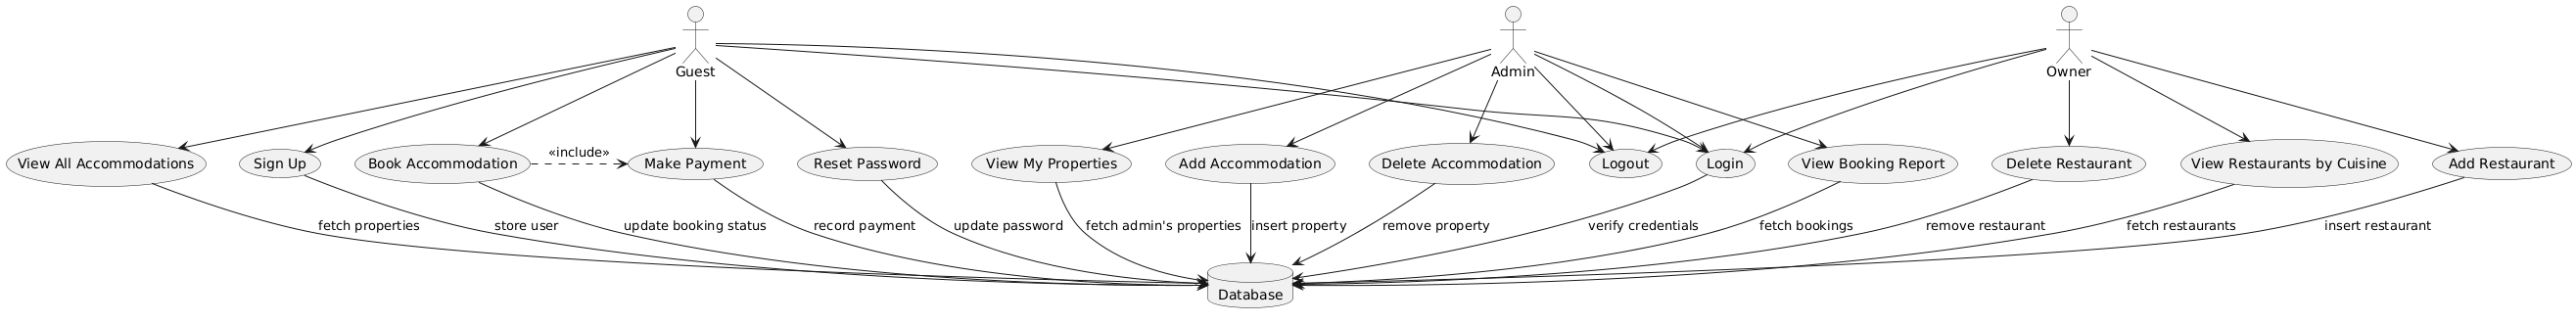 Guest
Admin
Owner
«include»
View All Accommodations
Sign Up
Book Accommodation
Make Payment
Reset Password
View My Properties
Add Accommodation
Delete Accommodation
Logout
Login
View Booking Report
Delete Restaurant
View Restaurants by Cuisine
Add Restaurant
fetch properties
store user
update booking status
record payment
update password
fetch admin's properties
insert property
remove property
verify credentials
fetch bookings
remove restaurant
fetch restaurants
insert restaurant
Database